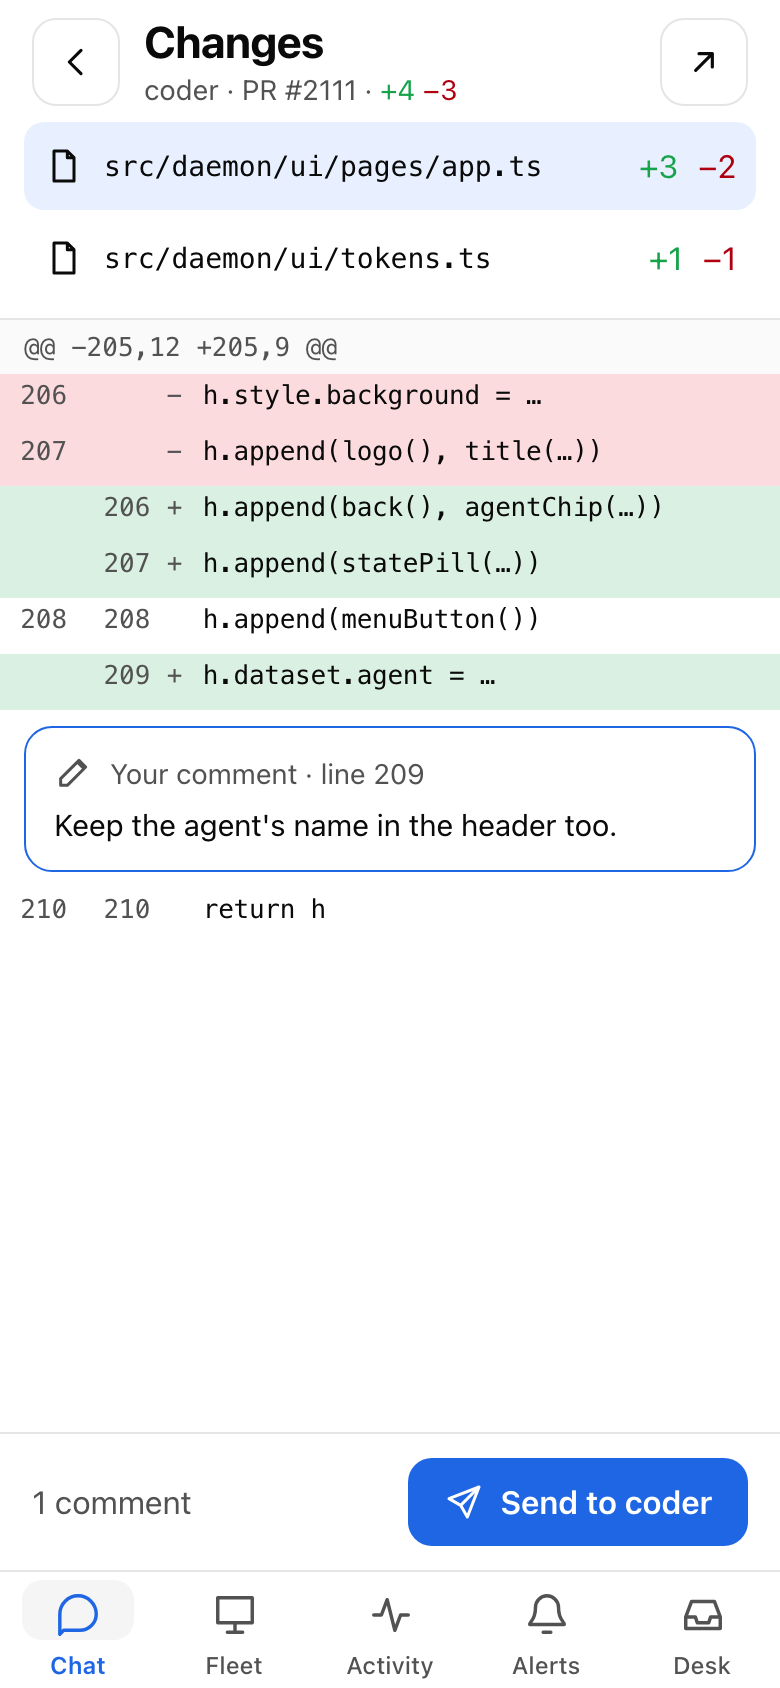 Changes
coder · PR #2111 · +4 −3
src/daemon/ui/pages/app.ts +3 −2
src/daemon/ui/tokens.ts +1 −1
@@ −205,12 +205,9 @@
206 − h.style.background = …
207 − h.append(logo(), title(…))
206 + h.append(back(), agentChip(…))
207 + h.append(statePill(…))
208 208 h.append(menuButton())
209 + h.dataset.agent = …
Your comment · line 209
Keep the agent's name in the header too.
210 210 return h
1 comment
Send to coder
Chat Fleet Activity Alerts Desk